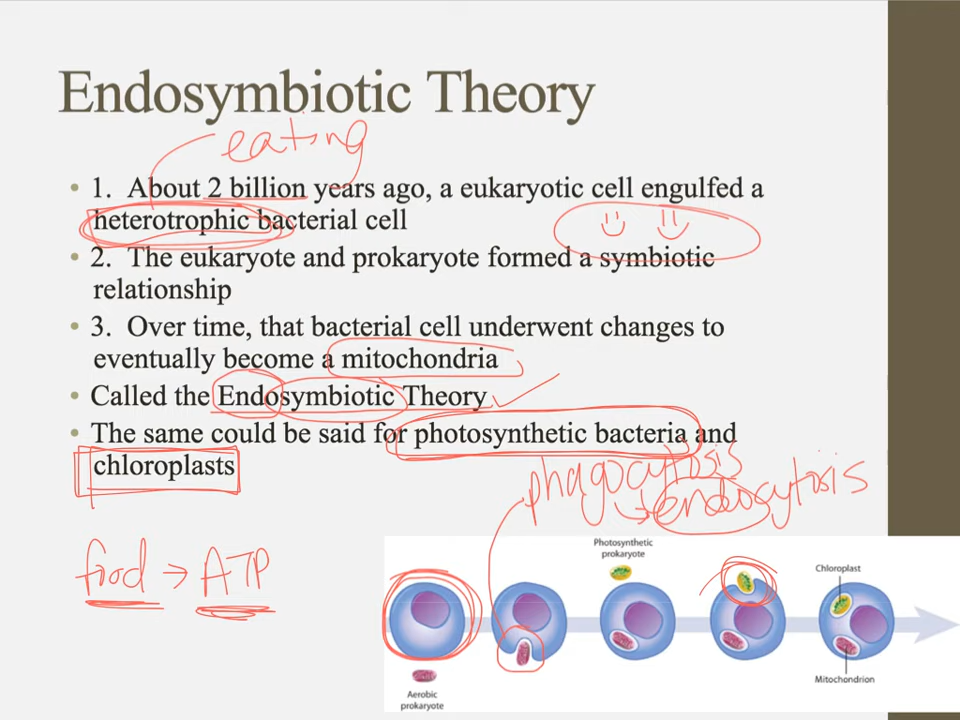 Endosymbiotic Theory
eating
• 1. About 2 billion years ago, a eukaryotic cell engulfed a
heterotrophic bacterial cell
• 2. The eukaryote and prokaryote formed a symbiotic
relationship
• 3. Over time, that bacterial cell underwent changes to
eventually become a mitochondria
• Called the Endosymbiotic Theory
• The same could be said for photosynthetic bacteria and
chloroplasts
phagocytosis
→ endocytosis
food → ATP
Photosynthetic
prokaryote
Chloroplast
Mitochondrion
Aerobic
prokaryote